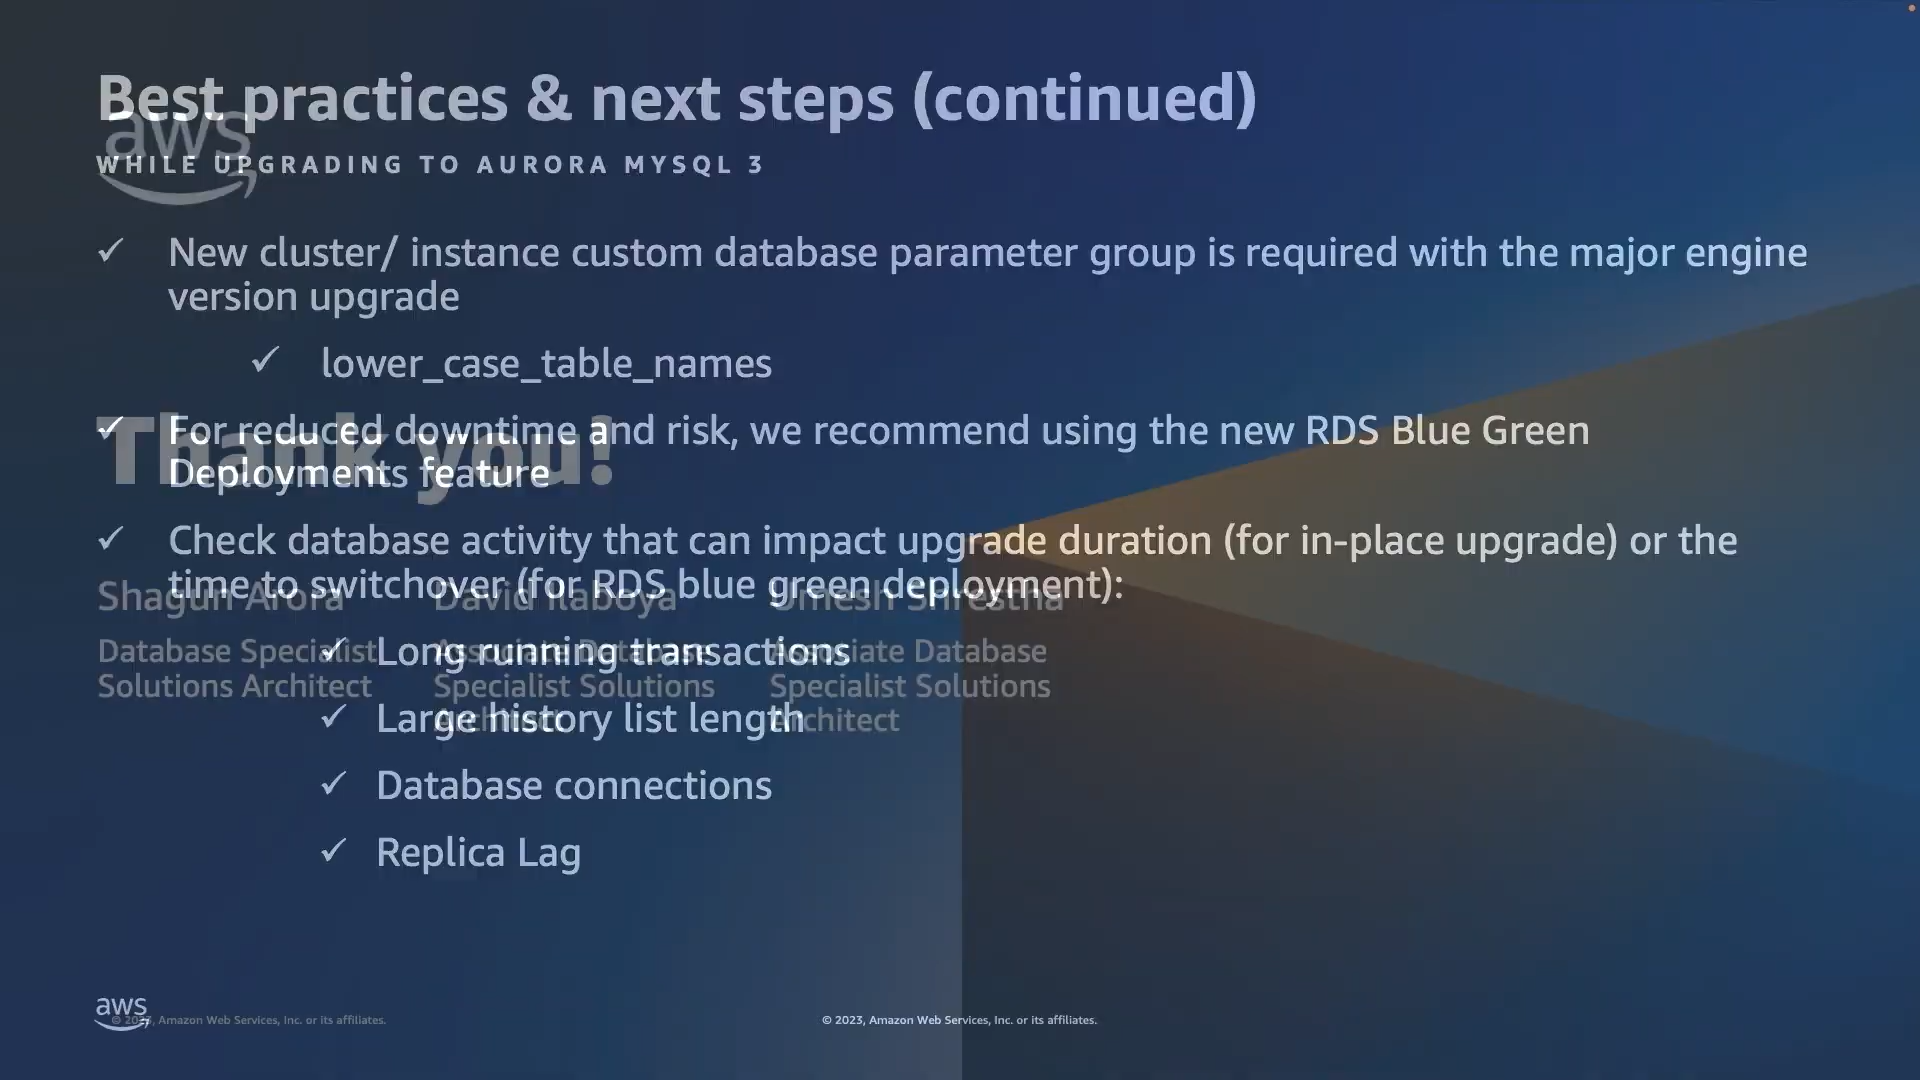 Best practices & next steps (continued)
aws
WHILE UPGRADING TO AURORA MYSQL 3
✓ New cluster/ instance custom database parameter group is required with the major engine
version upgrade
✓ lower_case_table_names
✓ For reduced downtime and risk, we recommend using the new RDS Blue Green
Deployments feature
✓ Check database activity that can impact upgrade duration (for in-place upgrade) or the
time to switchover (for RDS blue green deployment):
✓ Long running transactions
✓ Large history list length
✓ Database connections
✓ Replica Lag
Thank you!
Shagun Arora
Database Specialist
Solutions Architect
David Itaboya
Associate Database
Specialist Solutions
Architect
Umesh Shrestha
Associate Database
Specialist Solutions
Architect
aws
© 2023, Amazon Web Services, Inc. or its affiliates.
© 2023, Amazon Web Services, Inc. or its affiliates.